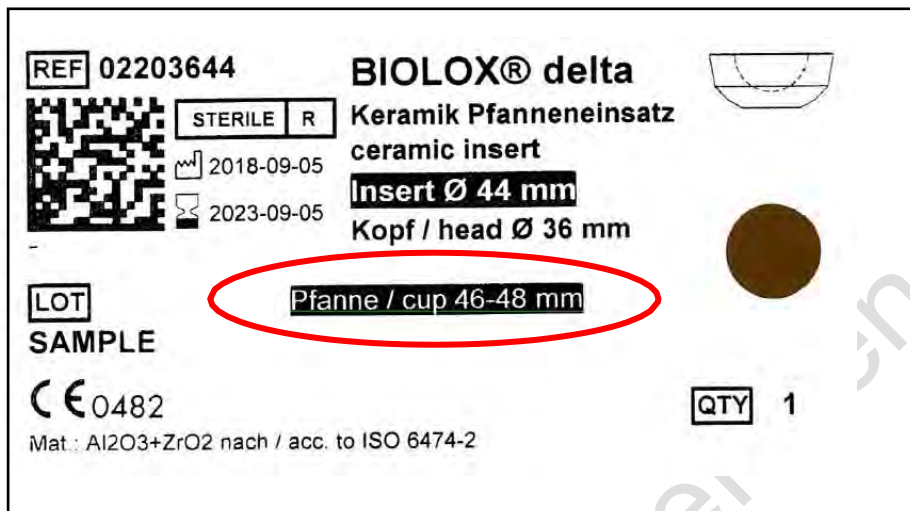 REF 02203644
STERILE R
2018-09-05
2023-09-05
LOT
SAMPLE
CE 0482
Mat.: Al2O3+ZrO2 nach / acc. to ISO 6474-2
BIOLOX® delta
Keramik Pfanneneinsatz
ceramic insert
Insert Ø 44 mm
Kopf / head Ø 36 mm
Pfanne / cup 46-48 mm
QTY 1